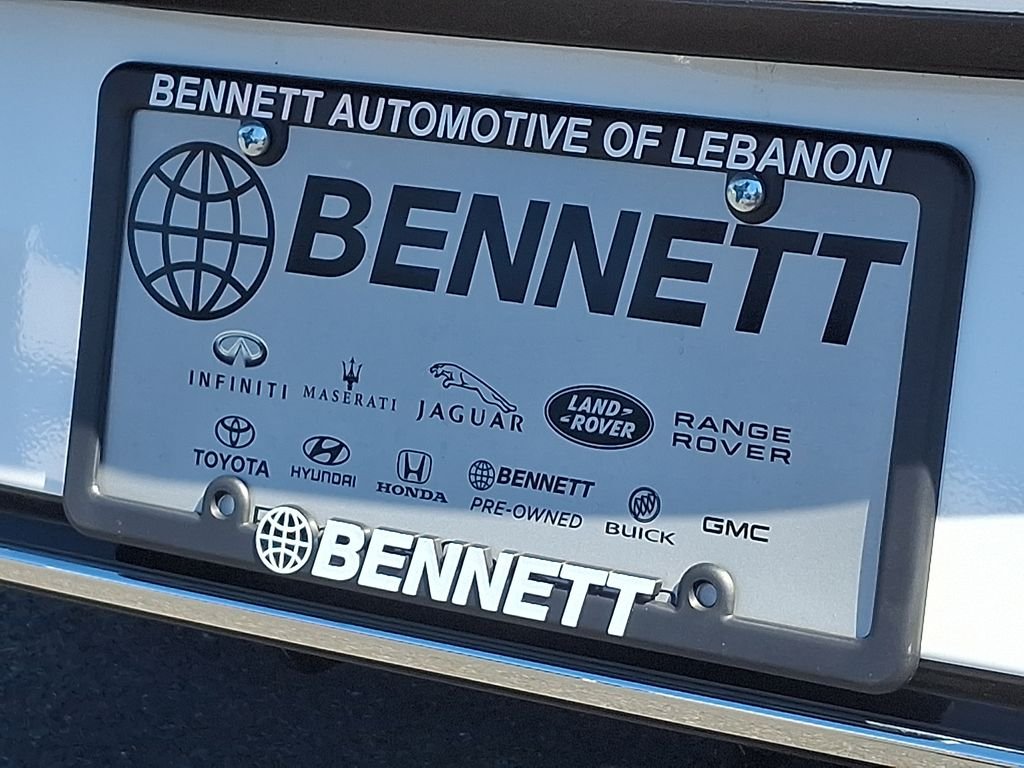 BENNETT AUTOMOTIVE OF LEBANON
BENNETT
INFINITI MASERATI JAGUAR LAND-ROVER RANGE ROVER
TOYOTA HYUNDAI HONDA BENNETT PRE-OWNED BUICK GMC
BENNETT